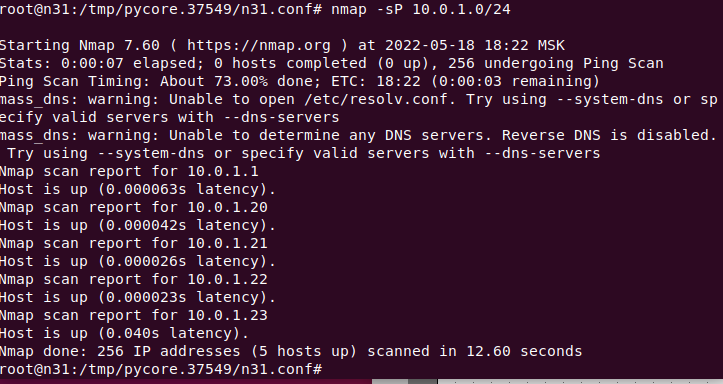 root@n31:/tmp/pycore.37549/n31.conf# nmap -sP 10.0.1.0/24

Starting Nmap 7.60 ( https://nmap.org ) at 2022-05-18 18:22 MSK
Stats: 0:00:07 elapsed; 0 hosts completed (0 up), 256 undergoing Ping Scan
Ping Scan Timing: About 73.00% done; ETC: 18:22 (0:00:03 remaining)
mass_dns: warning: Unable to open /etc/resolv.conf. Try using --system-dns or sp
ecify valid servers with --dns-servers
mass_dns: warning: Unable to determine any DNS servers. Reverse DNS is disabled.
 Try using --system-dns or specify valid servers with --dns-servers
Nmap scan report for 10.0.1.1
Host is up (0.000063s latency).
Nmap scan report for 10.0.1.20
Host is up (0.000042s latency).
Nmap scan report for 10.0.1.21
Host is up (0.000026s latency).
Nmap scan report for 10.0.1.22
Host is up (0.000023s latency).
Nmap scan report for 10.0.1.23
Host is up (0.040s latency).
Nmap done: 256 IP addresses (5 hosts up) scanned in 12.60 seconds
root@n31:/tmp/pycore.37549/n31.conf#